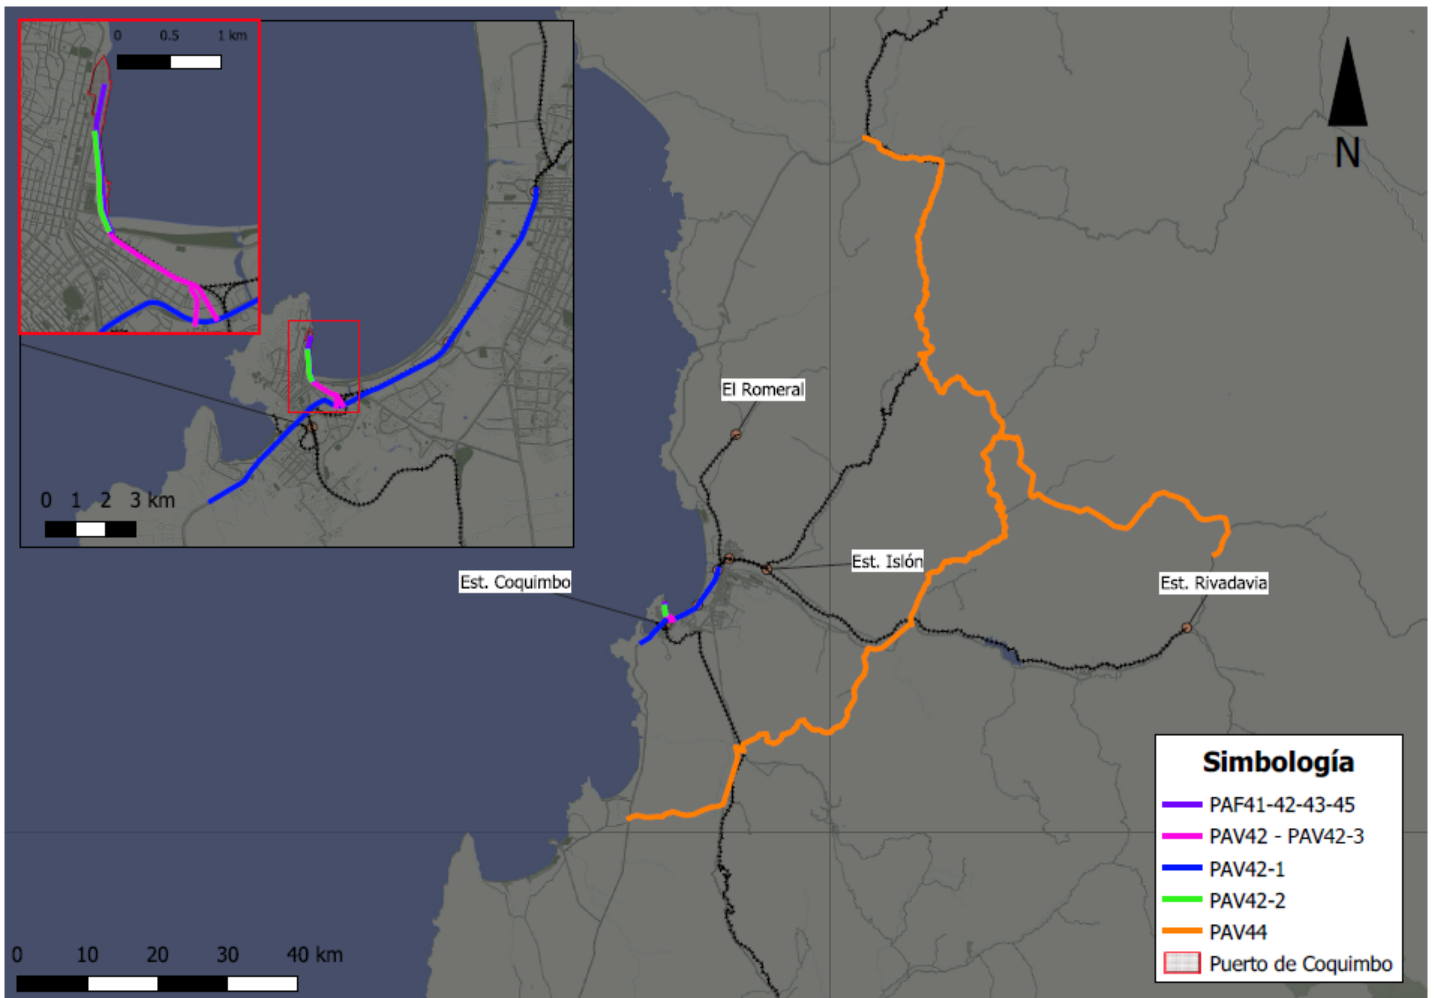 0 0.5 1 km
N
0 1 2 3 km
El Romeral
Est. Islón
Est. Coquimbo
Est. Rivadavia
Simbología
PAF41-42-43-45
PAV42 - PAV42-3
PAV42-1
PAV42-2
PAV44
Puerto de Coquimbo
0 10 20 30 40 km